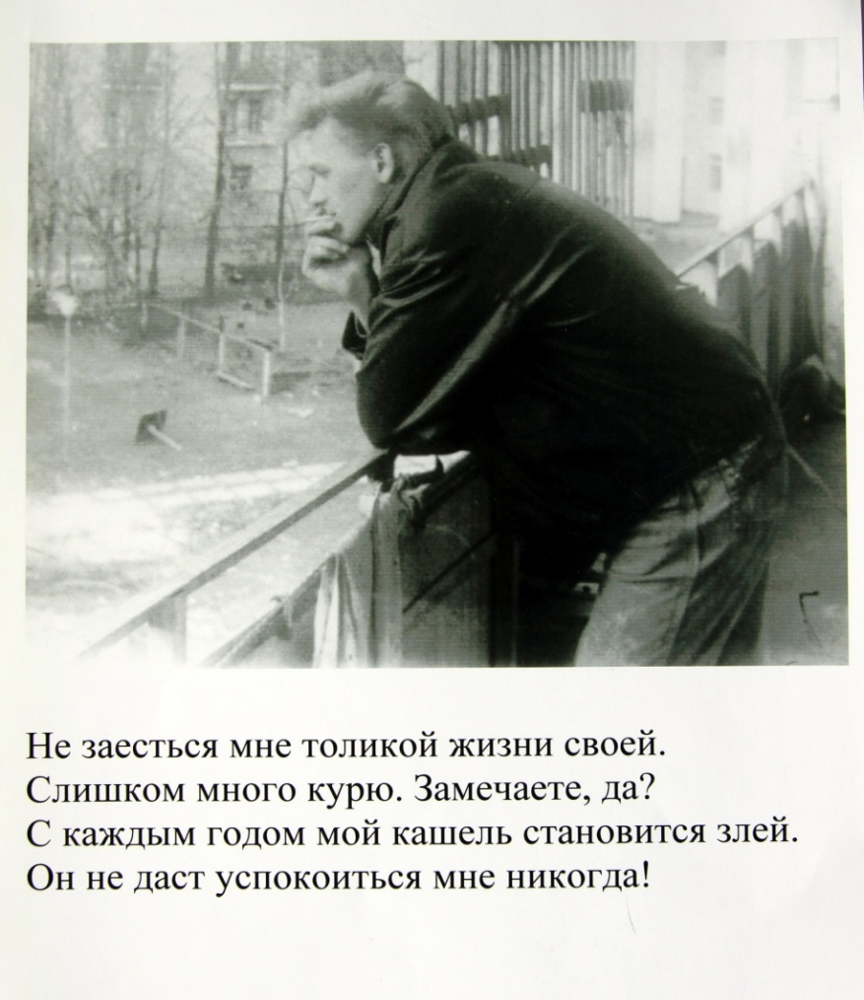 Не заесться мне толикой жизни своей.
Слишком много курю. Замечаете, да?
С каждым годом мой кашель становится злей.
Он не даст успокоиться мне никогда!